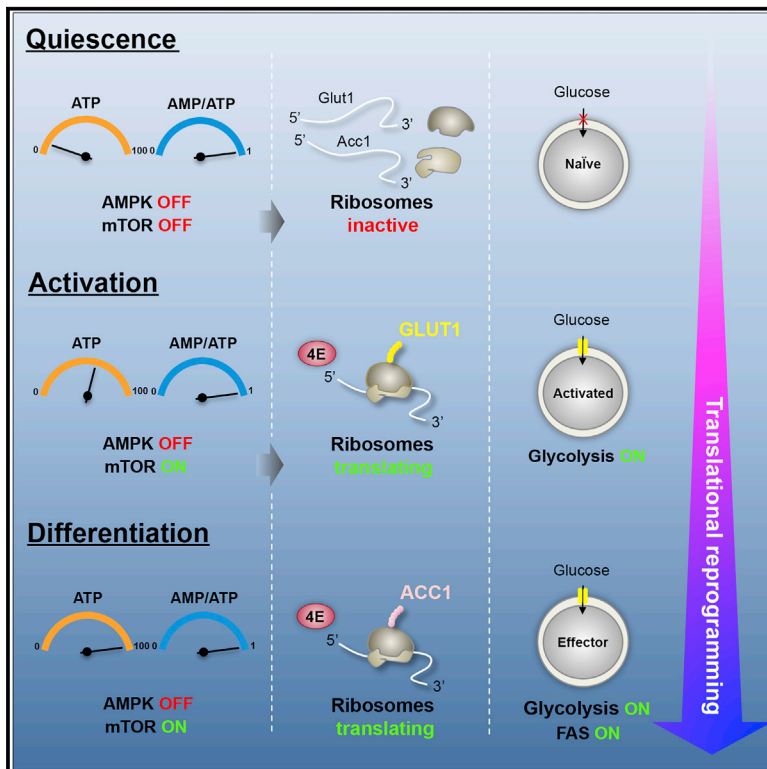 Quiescence
ATP
AMP/ATP
0
100
0
1
AMPK OFF
mTOR OFF
Glut1
5’
3’
Acc1
5’
3’
Ribosomes
inactive
Glucose
Naïve
Activation
ATP
AMP/ATP
0
100
0
1
AMPK OFF
mTOR ON
GLUT1
4E
5’
3’
Ribosomes
translating
Glucose
Activated
Glycolysis ON
Differentiation
ATP
AMP/ATP
0
100
0
1
AMPK OFF
mTOR ON
ACC1
4E
5’
3’
Ribosomes
translating
Glucose
Effector
Glycolysis ON
FAS ON
Translational reprogramming